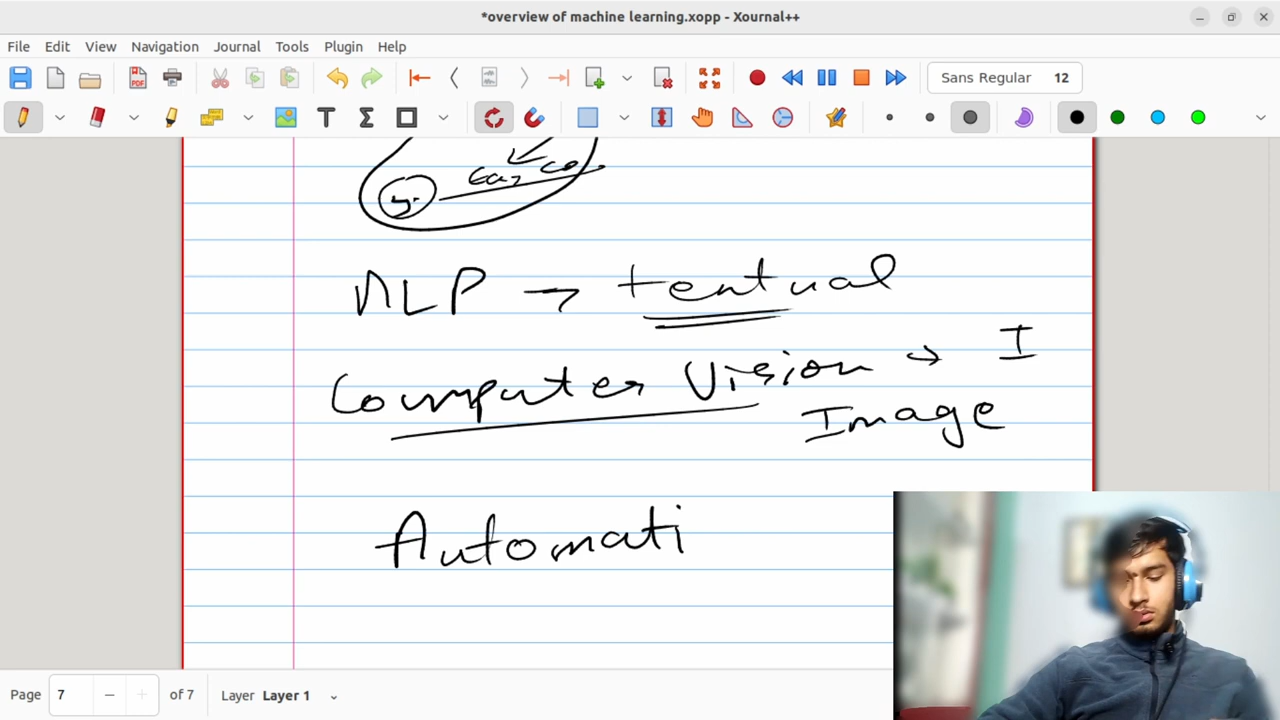 *overview of machine learning.xopp - Xournal++
File Edit View Navigation Journal Tools Plugin Help
Sans Regular 12
NLP → textual
Computer Vision → I
Image
Automati
Page 7 of 7 Layer Layer 1